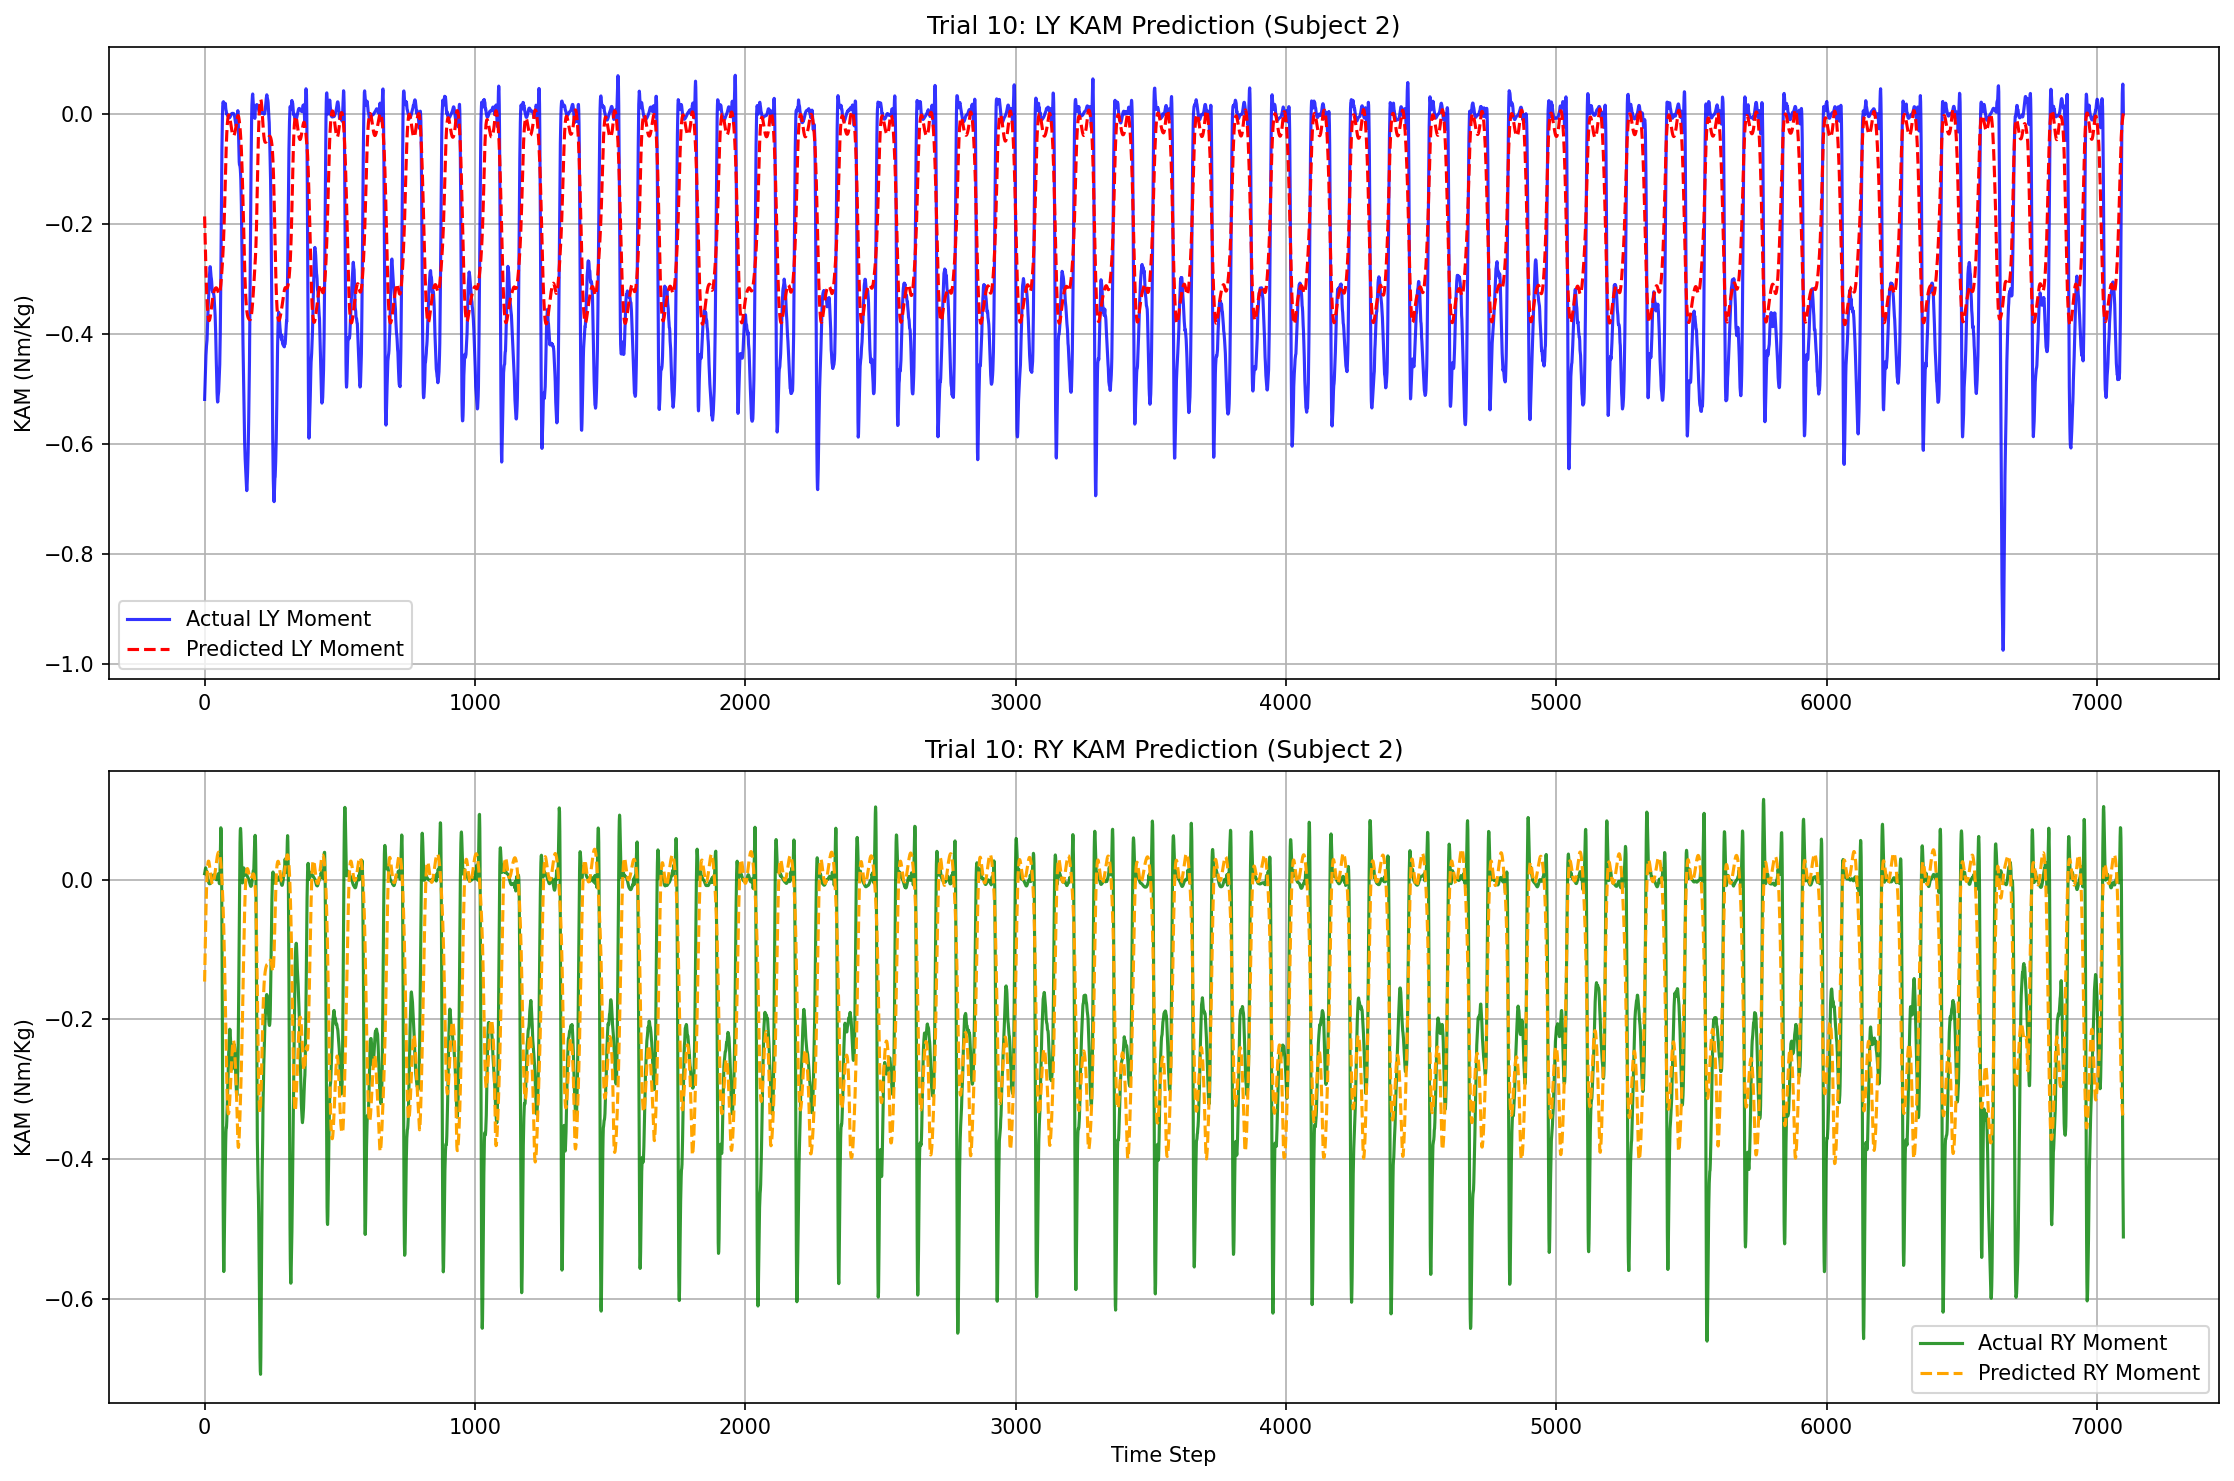 Trial 10: LY KAM Prediction (Subject 2)
KAM (Nm/Kg)
0.0
−0.2
−0.4
−0.6
−0.8
−1.0
Actual LY Moment
Predicted LY Moment
0 1000 2000 3000 4000 5000 6000 7000
Trial 10: RY KAM Prediction (Subject 2)
KAM (Nm/Kg)
0.0
−0.2
−0.4
−0.6
Actual RY Moment
Predicted RY Moment
0 1000 2000 3000 4000 5000 6000 7000
Time Step